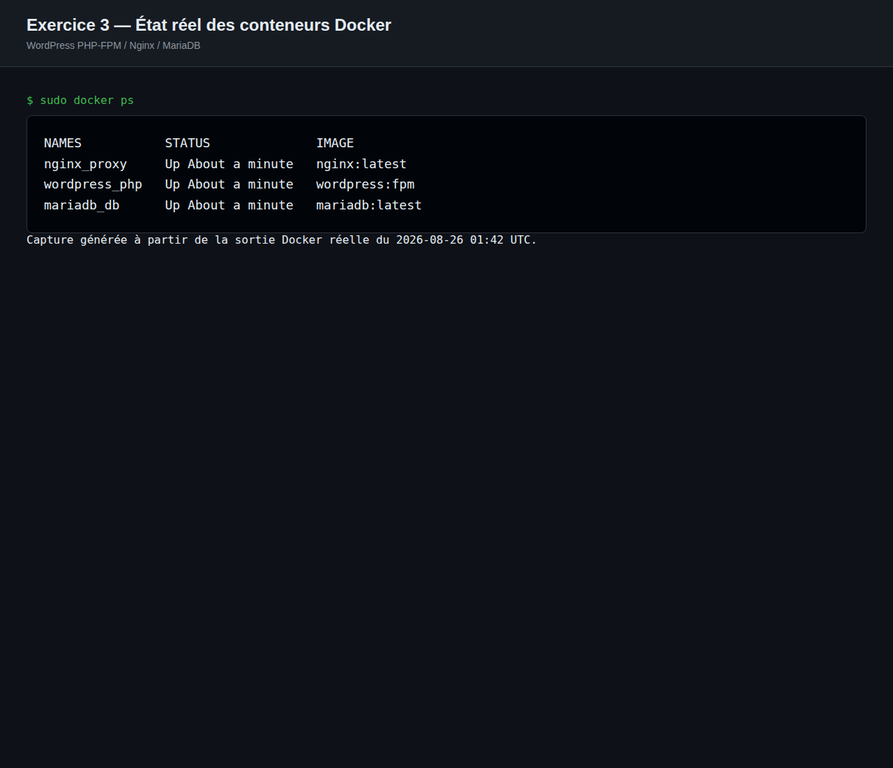 Exercice 3 — État réel des conteneurs Docker
WordPress PHP-FPM / Nginx / MariaDB
$ sudo docker ps
NAMES STATUS IMAGE
nginx_proxy Up About a minute nginx:latest
wordpress_php Up About a minute wordpress:fpm
mariadb_db Up About a minute mariadb:latest
Capture générée à partir de la sortie Docker réelle du 2026-08-26 01:42 UTC.